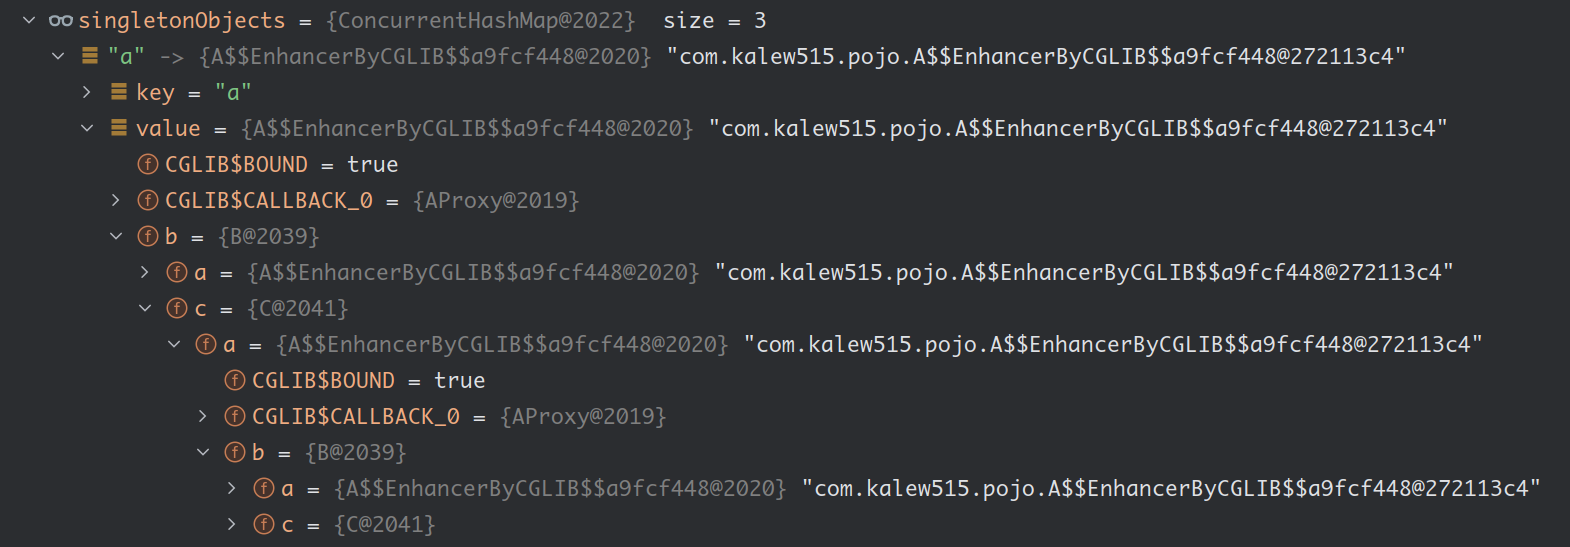 singletonObjects = {ConcurrentHashMap@2022} size = 3
"a" -> {A$$EnhancerByCGLIB$$a9fcf448@2020} "com.kalew515.pojo.A$$EnhancerByCGLIB$$a9fcf448@272113c4"
key = "a"
value = {A$$EnhancerByCGLIB$$a9fcf448@2020} "com.kalew515.pojo.A$$EnhancerByCGLIB$$a9fcf448@272113c4"
f CGLIB$BOUND = true
f CGLIB$CALLBACK_0 = {AProxy@2019}
f b = {B@2039}
f a = {A$$EnhancerByCGLIB$$a9fcf448@2020} "com.kalew515.pojo.A$$EnhancerByCGLIB$$a9fcf448@272113c4"
f c = {C@2041}
f a = {A$$EnhancerByCGLIB$$a9fcf448@2020} "com.kalew515.pojo.A$$EnhancerByCGLIB$$a9fcf448@272113c4"
f CGLIB$BOUND = true
f CGLIB$CALLBACK_0 = {AProxy@2019}
f b = {B@2039}
f a = {A$$EnhancerByCGLIB$$a9fcf448@2020} "com.kalew515.pojo.A$$EnhancerByCGLIB$$a9fcf448@272113c4"
f c = {C@2041}